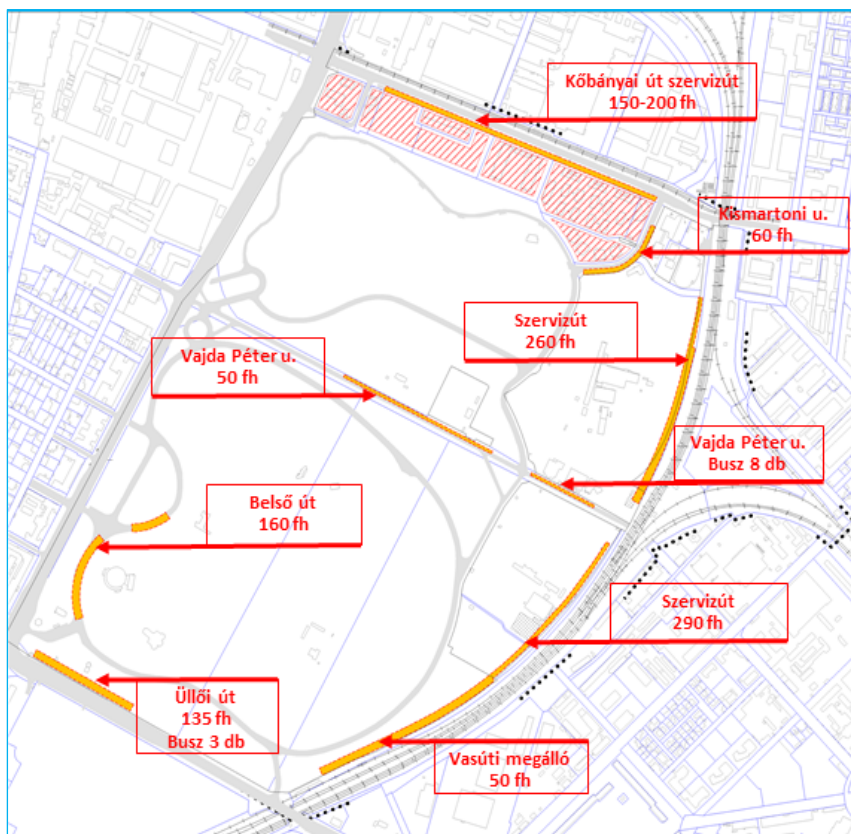 Kőbányai út szervizút
150-200 fh
Kismartoni u.
60 fh
Szervizút
260 fh
Vajda Péter u.
50 fh
Vajda Péter u.
Busz 8 db
Belső út
160 fh
Szervizút
290 fh
Üllői út
135 fh
Busz 3 db
Vasúti megálló
50 fh